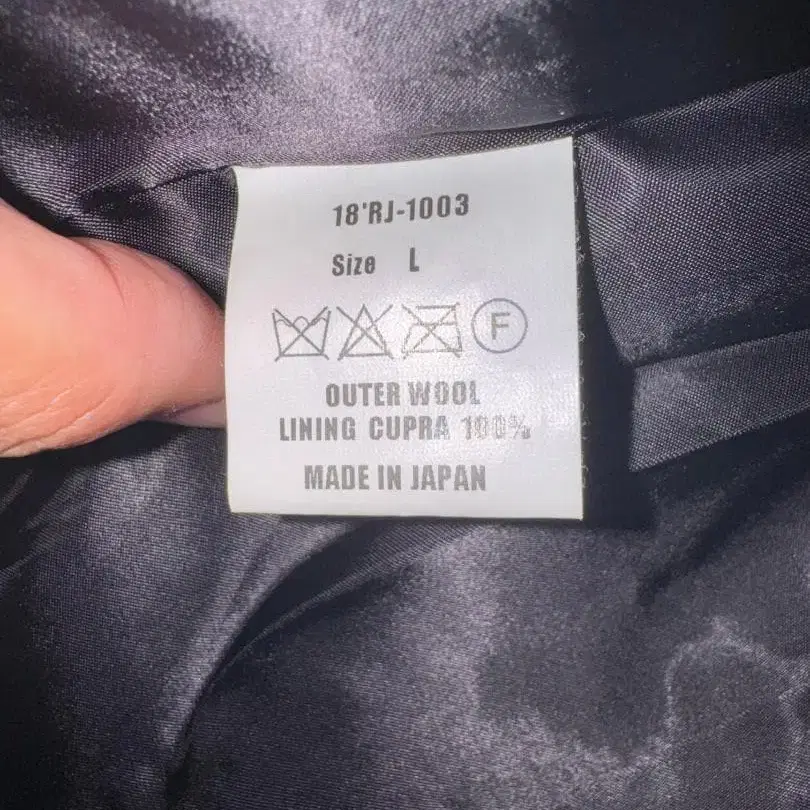 18'RJ-1003
Size L
F
OUTER WOOL
LINING CUPRA 100%
MADE IN JAPAN